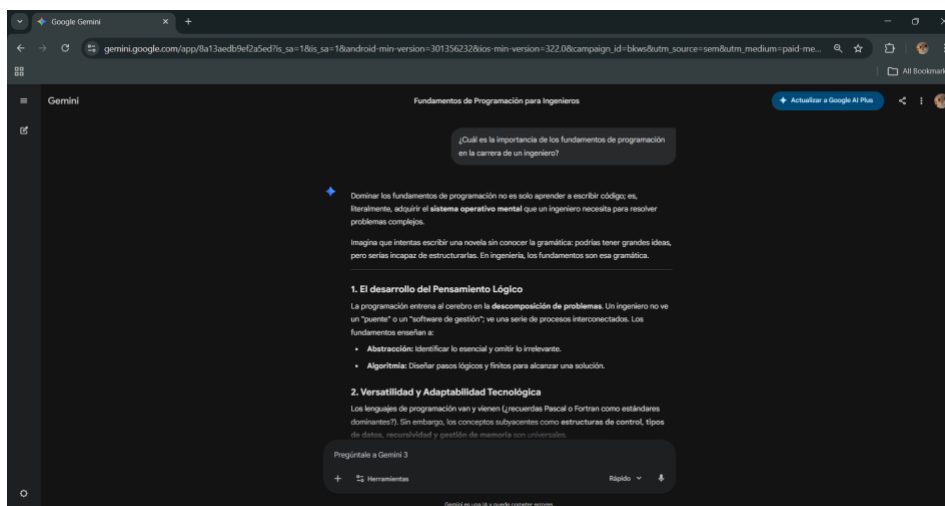 Google Gemini
gemini.google.com/app/8a13aedb9ef2a5ed?is_sa=1&is_sa=1&android-min-version=301356232&ios-min-version=322.0&campaign_id=bkws&utm_source=sem&utm_medium=paid-me...
All Bookmark
Gemini
Fundamentos de Programación para Ingenieros
Actualizar a Google AI Plus
¿Cuál es la importancia de los fundamentos de programación
en la carrera de un ingeniero?
Dominar los fundamentos de programación no es solo aprender a escribir código; es,
literalmente, adquirir el sistema operativo mental que un ingeniero necesita para resolver
problemas complejos.
Imagina que intentas escribir una novela sin conocer la gramática: podrías tener grandes ideas,
pero serías incapaz de estructurarlas. En ingeniería, los fundamentos son esa gramática.
1. El desarrollo del Pensamiento Lógico
La programación entrena al cerebro en la descomposición de problemas. Un ingeniero no ve
un "puente" o un "software de gestión"; ve una serie de procesos interconectados. Los
fundamentos enseñan a:
• Abstracción: Identificar lo esencial y omitir lo irrelevante.
• Algoritmia: Diseñar pasos lógicos y finitos para alcanzar una solución.
2. Versatilidad y Adaptabilidad Tecnológica
Los lenguajes de programación van y vienen (¿recuerdas Pascal o Fortran como estándares
dominantes?). Sin embargo, los conceptos subyacentes como estructuras de control, tipos
de datos, recursividad y gestión de memoria son universales.
Pregúntale a Gemini 3
Herramientas
Rápido
Gemini es una IA y puede cometer errores.